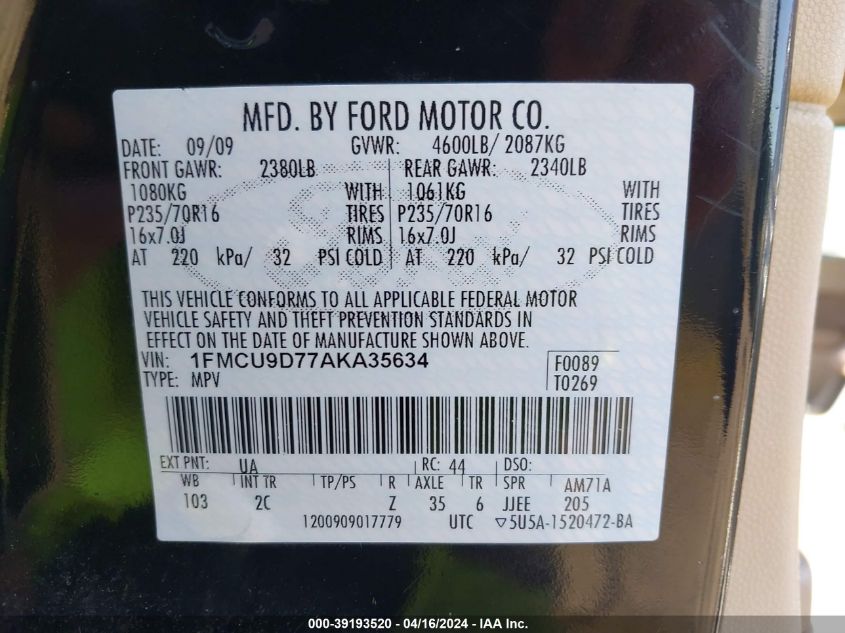 MFD. BY FORD MOTOR CO.
DATE: 09/09 GVWR: 4600LB/ 2087KG
FRONT GAWR: 2380LB REAR GAWR: 2340LB
1080KG WITH 1061KG WITH
P235/70R16 TIRES P235/70R16 TIRES
16x7.0J RIMS 16x7.0J RIMS
AT 220 kPa/ 32 PSI COLD AT 220 kPa/ 32 PSI COLD
THIS VEHICLE CONFORMS TO ALL APPLICABLE FEDERAL MOTOR
VEHICLE SAFETY AND THEFT PREVENTION STANDARDS IN
EFFECT ON THE DATE OF MANUFACTURE SHOWN ABOVE.
VIN: 1FMCU9D77AKA35634 F0089
TYPE: MPV T0269
EXT PNT: UA RC: 44 DSO:
WB INT TR TP/PS R AXLE TR SPR AM71A
103 2C Z 35 6 JJEE 205
1200909017779 UTC ▽5U5A-1520472-BA
000-39193520 - 04/16/2024 - IAA Inc.